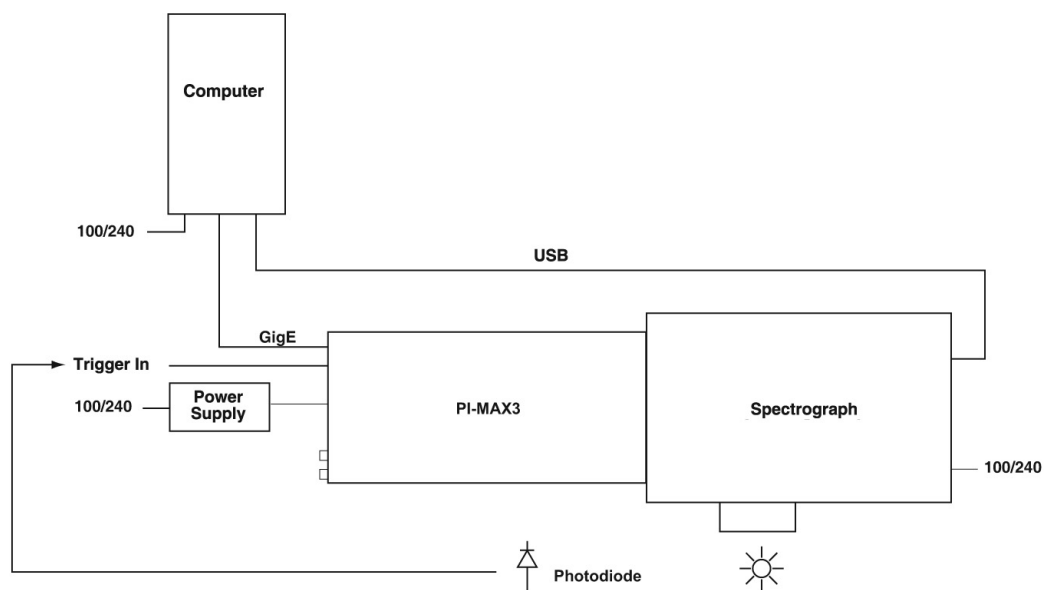 Computer
100/240
USB
GigE
Trigger In
100/240
Power
Supply
PI-MAX3
Spectrograph
100/240
Photodiode